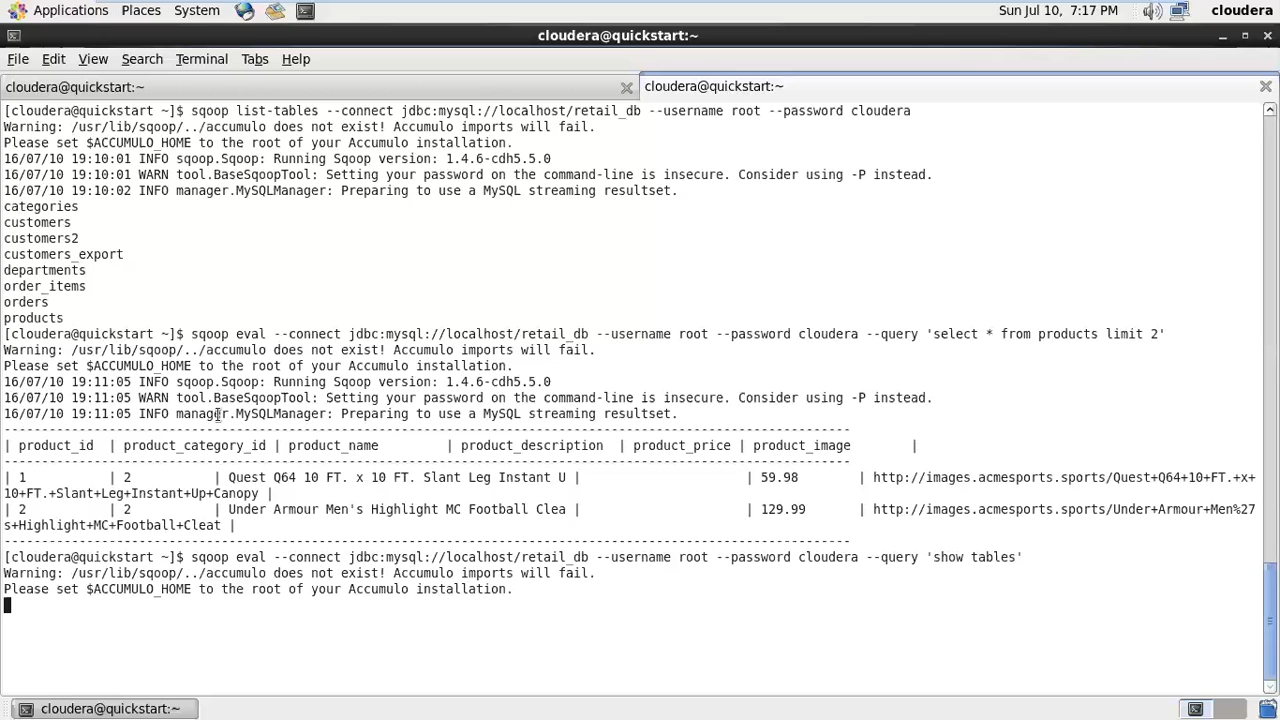 Applications Places System Sun Jul 10, 7:17 PM cloudera
cloudera@quickstart:~
File Edit View Search Terminal Tabs Help
cloudera@quickstart:~ cloudera@quickstart:~
[cloudera@quickstart ~]$ sqoop list-tables --connect jdbc:mysql://localhost/retail_db --username root --password cloudera
Warning: /usr/lib/sqoop/../accumulo does not exist! Accumulo imports will fail.
Please set $ACCUMULO_HOME to the root of your Accumulo installation.
16/07/10 19:10:01 INFO sqoop.Sqoop: Running Sqoop version: 1.4.6-cdh5.5.0
16/07/10 19:10:01 WARN tool.BaseSqoopTool: Setting your password on the command-line is insecure. Consider using -P instead.
16/07/10 19:10:02 INFO manager.MySQLManager: Preparing to use a MySQL streaming resultset.
categories
customers
customers2
customers_export
departments
order_items
orders
products
[cloudera@quickstart ~]$ sqoop eval --connect jdbc:mysql://localhost/retail_db --username root --password cloudera --query 'select * from products limit 2'
Warning: /usr/lib/sqoop/../accumulo does not exist! Accumulo imports will fail.
Please set $ACCUMULO_HOME to the root of your Accumulo installation.
16/07/10 19:11:05 INFO sqoop.Sqoop: Running Sqoop version: 1.4.6-cdh5.5.0
16/07/10 19:11:05 WARN tool.BaseSqoopTool: Setting your password on the command-line is insecure. Consider using -P instead.
16/07/10 19:11:05 INFO manager.MySQLManager: Preparing to use a MySQL streaming resultset.
-----------------------------------------------------------------------------------------------------------------
| product_id | product_category_id | product_name | product_description | product_price | product_image |
-----------------------------------------------------------------------------------------------------------------
| 1 | 2 | Quest Q64 10 FT. x 10 FT. Slant Leg Instant U | | 59.98 | http://images.acmesports.sports/Quest+Q64+10+FT.+x+
10+FT.+Slant+Leg+Instant+Up+Canopy |
| 2 | 2 | Under Armour Men's Highlight MC Football Clea | | 129.99 | http://images.acmesports.sports/Under+Armour+Men%27
s+Highlight+MC+Football+Cleat |
-----------------------------------------------------------------------------------------------------------------
[cloudera@quickstart ~]$ sqoop eval --connect jdbc:mysql://localhost/retail_db --username root --password cloudera --query 'show tables'
Warning: /usr/lib/sqoop/../accumulo does not exist! Accumulo imports will fail.
Please set $ACCUMULO_HOME to the root of your Accumulo installation.
cloudera@quickstart:~